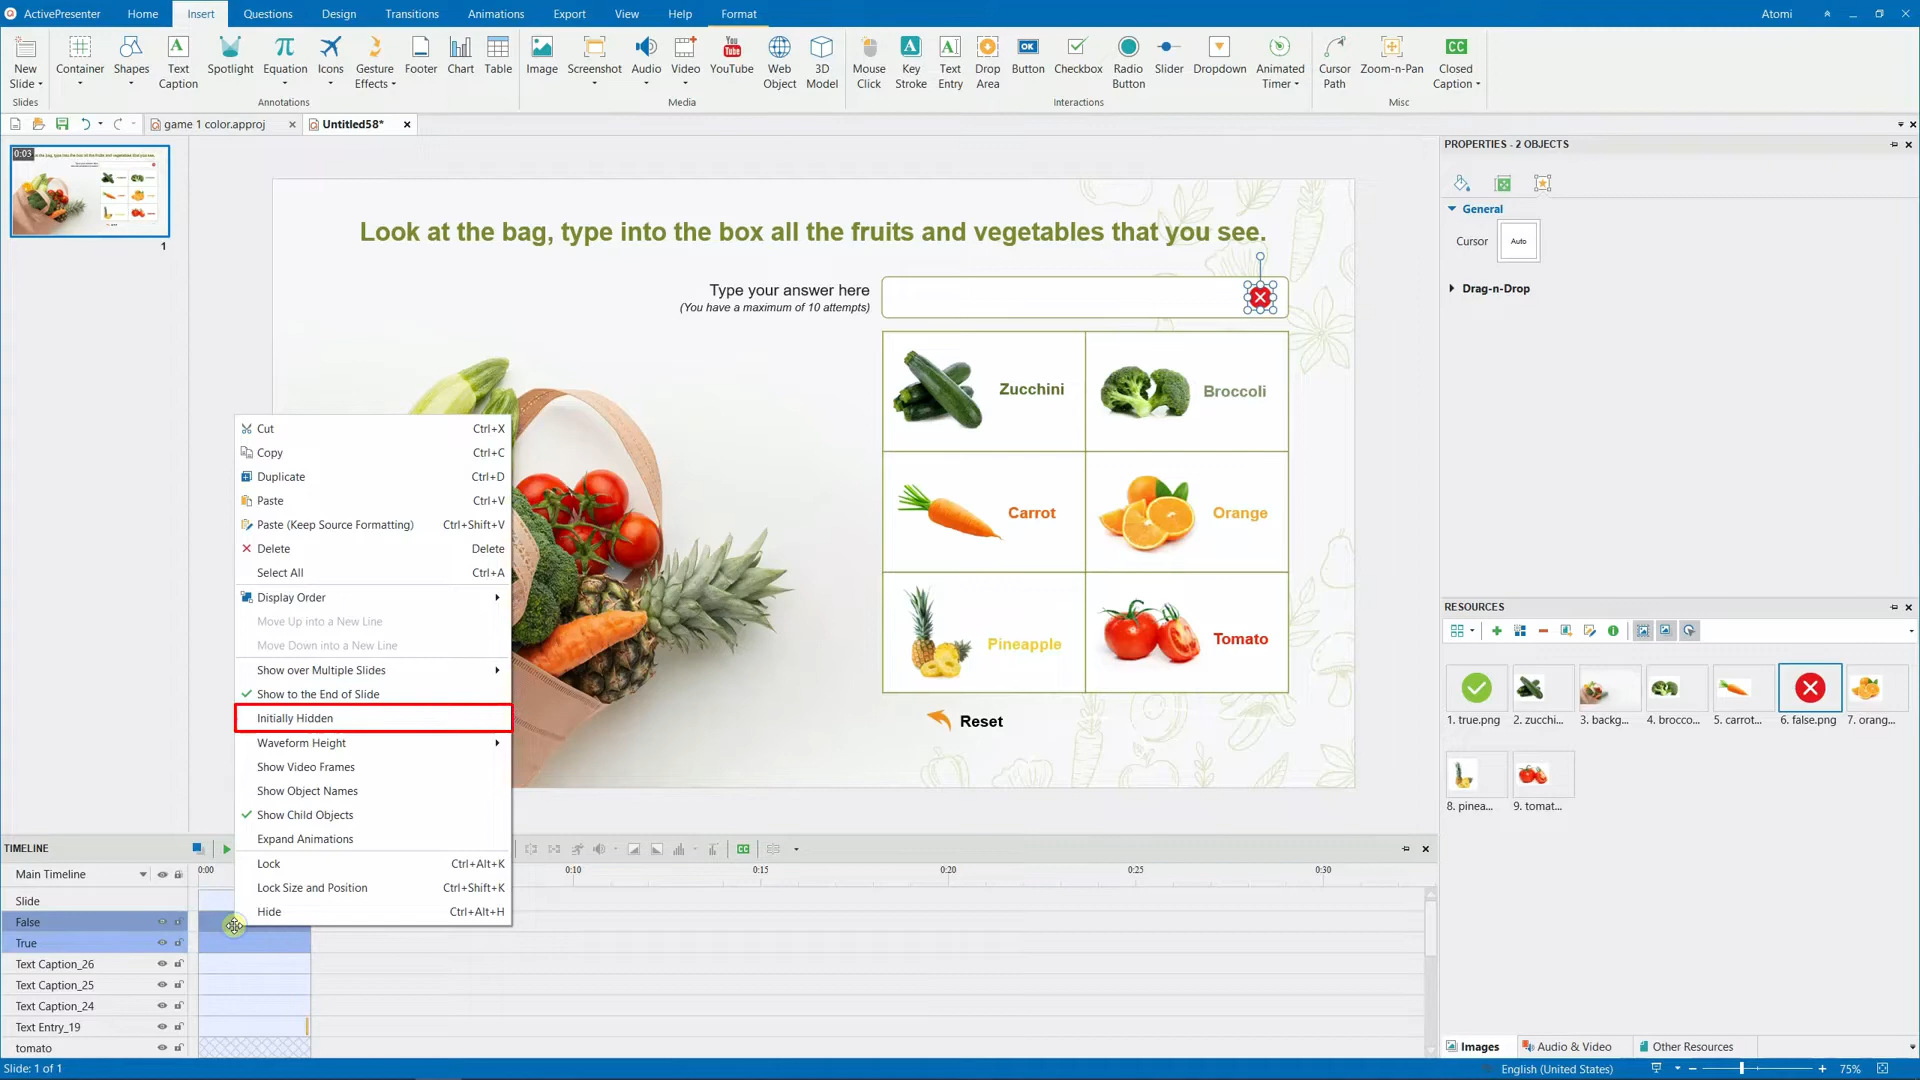 ActivePresenter
Home
Insert
Questions
Design
Transitions
Animations
Export
View
Help
Format
Atomi
New Slide
Container
Shapes
Text Caption
Spotlight
Equation
Icons
Gesture Effects
Footer
Chart
Table
Image
Screenshot
Audio
Video
YouTube
Web Object
3D Model
Mouse Click
Key Stroke
Text Entry
Drop Area
Button
Checkbox
Radio Button
Slider
Dropdown
Animated Timer
Cursor Path
Zoom-n-Pan
Closed Caption
Slides
Annotations
Media
Interactions
Misc
game 1 color.approj
Untitled58*
0:03
1
Look at the bag, type into the box all the fruits and vegetables that you see.
Type your answer here
(You have a maximum of 10 attempts)
Zucchini
Broccoli
Carrot
Orange
Pineapple
Tomato
Reset
Cut Ctrl+X
Copy Ctrl+C
Duplicate Ctrl+D
Paste Ctrl+V
Paste (Keep Source Formatting) Ctrl+Shift+V
Delete Delete
Select All Ctrl+A
Display Order
Move Up into a New Line
Move Down into a New Line
Show over Multiple Slides
Show to the End of Slide
Initially Hidden
Waveform Height
Show Video Frames
Show Object Names
Show Child Objects
Expand Animations
Lock Ctrl+Alt+K
Lock Size and Position Ctrl+Shift+K
Hide Ctrl+Alt+H
PROPERTIES - 2 OBJECTS
General
Cursor
Auto
Drag-n-Drop
RESOURCES
1. true.png
2. zucchi...
3. backg...
4. brocco...
5. carrot...
6. false.png
7. orang...
8. pinea...
9. tomat...
Images
Audio & Video
Other Resources
TIMELINE
Main Timeline
0:00
0:10
0:15
0:20
0:25
0:30
Slide
False
True
Text Caption_26
Text Caption_25
Text Caption_24
Text Entry_19
tomato
Slide: 1 of 1
English (United States)
75%